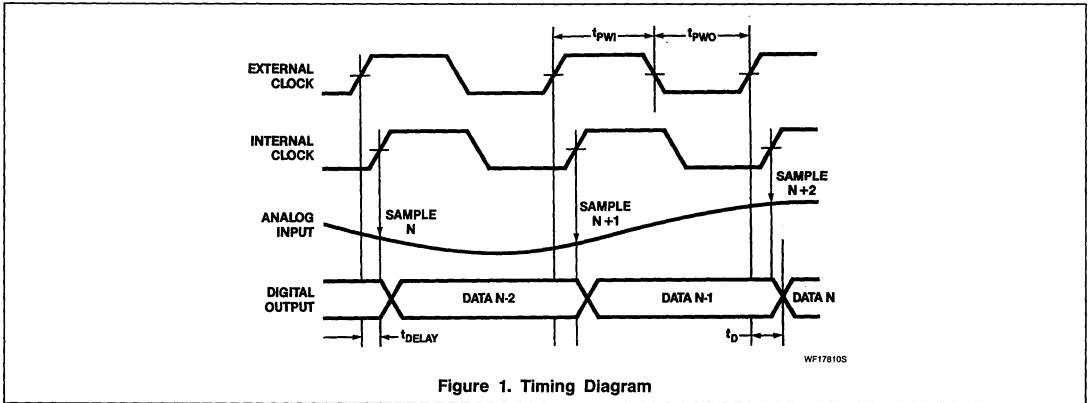 tPWI
tPWO
EXTERNAL
CLOCK
INTERNAL
CLOCK
SAMPLE
N+2
SAMPLE
N
SAMPLE
N+1
ANALOG
INPUT
DIGITAL
OUTPUT
DATA N-2
DATA N-1
DATA N
tDELAY
tD
WF17810S
Figure 1. Timing Diagram